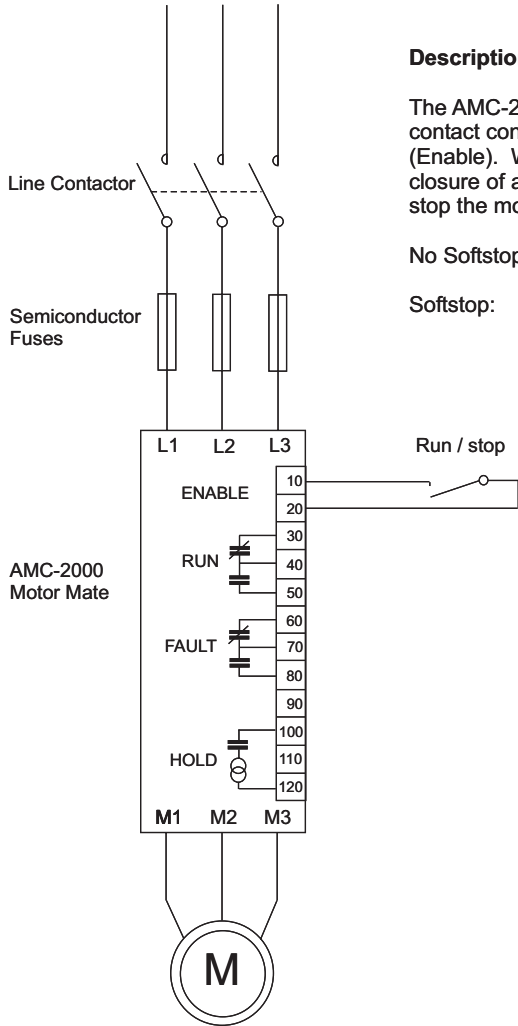 Description
The AMC-2
contact con
(Enable). W
closure of a
stop the mo
No Softstop
Softstop:
Line Contactor
Semiconductor
Fuses
L1 L2 L3
Run / stop
ENABLE
10
20
30
RUN
40
50
AMC-2000
Motor Mate
60
FAULT
70
80
90
100
HOLD
110
120
M1 M2 M3
M